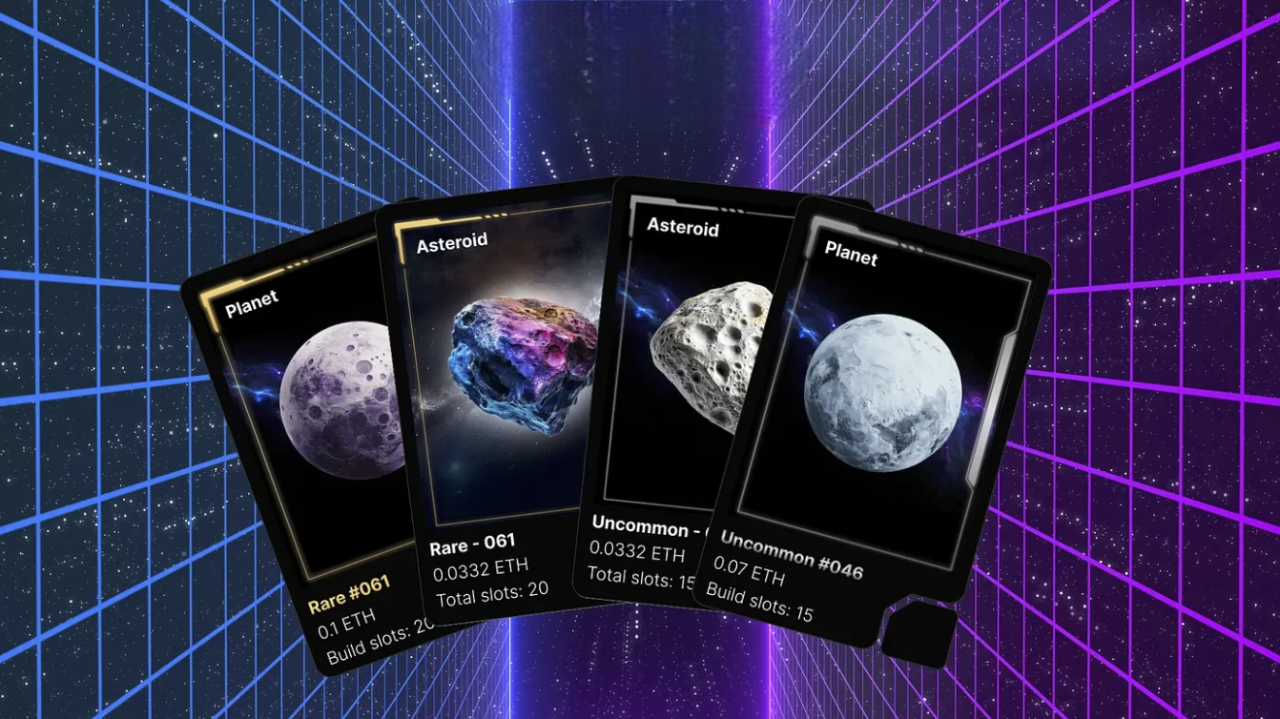 Planet
Rare #061
0.1 ETH
Build slots: 20
Asteroid
Rare - 061
0.0332 ETH
Total slots: 20
Asteroid
Uncommon -
0.0332 ETH
Total slots: 15
Planet
Uncommon #046
0.07 ETH
Build slots: 15